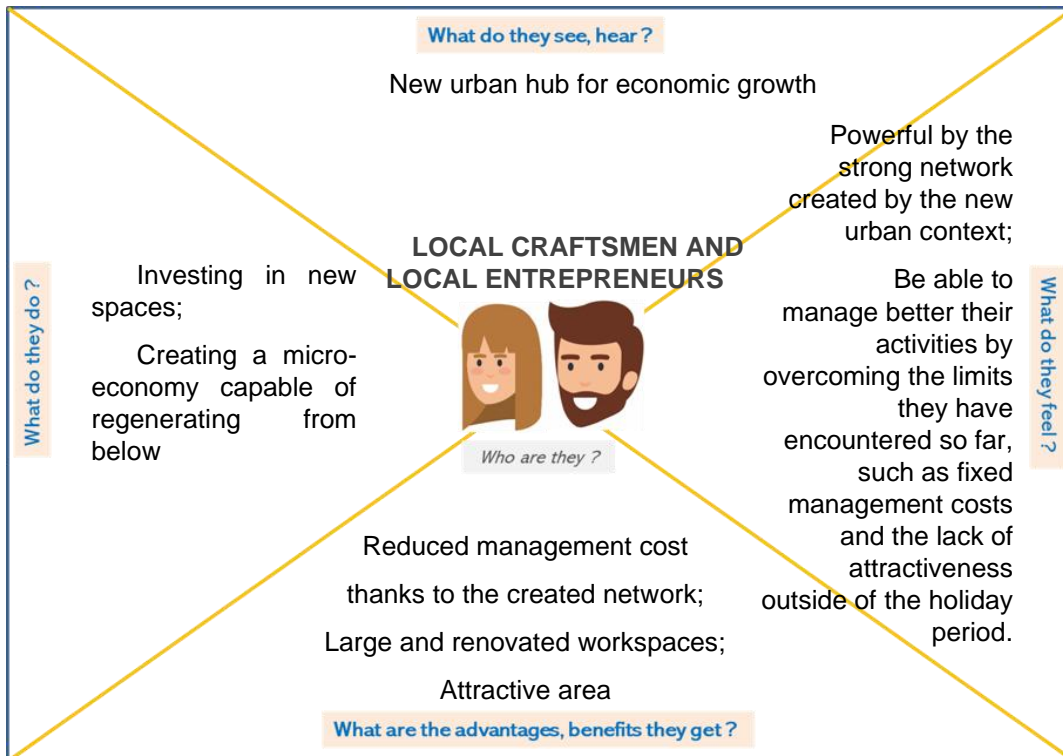 What do they see, hear ?
New urban hub for economic growth
What do they do ?
Investing in new
spaces;
Creating a micro-
economy capable of
regenerating from
below
LOCAL CRAFTSMEN AND
LOCAL ENTREPRENEURS
Who are they ?
Powerful by the
strong network
created by the new
urban context;
Be able to
manage better their
activities by
overcoming the limits
they have
encountered so far,
such as fixed
management costs
and the lack of
attractiveness
outside of the holiday
period.
What do they feel ?
Reduced management cost
thanks to the created network;
Large and renovated workspaces;
Attractive area
What are the advantages, benefits they get ?